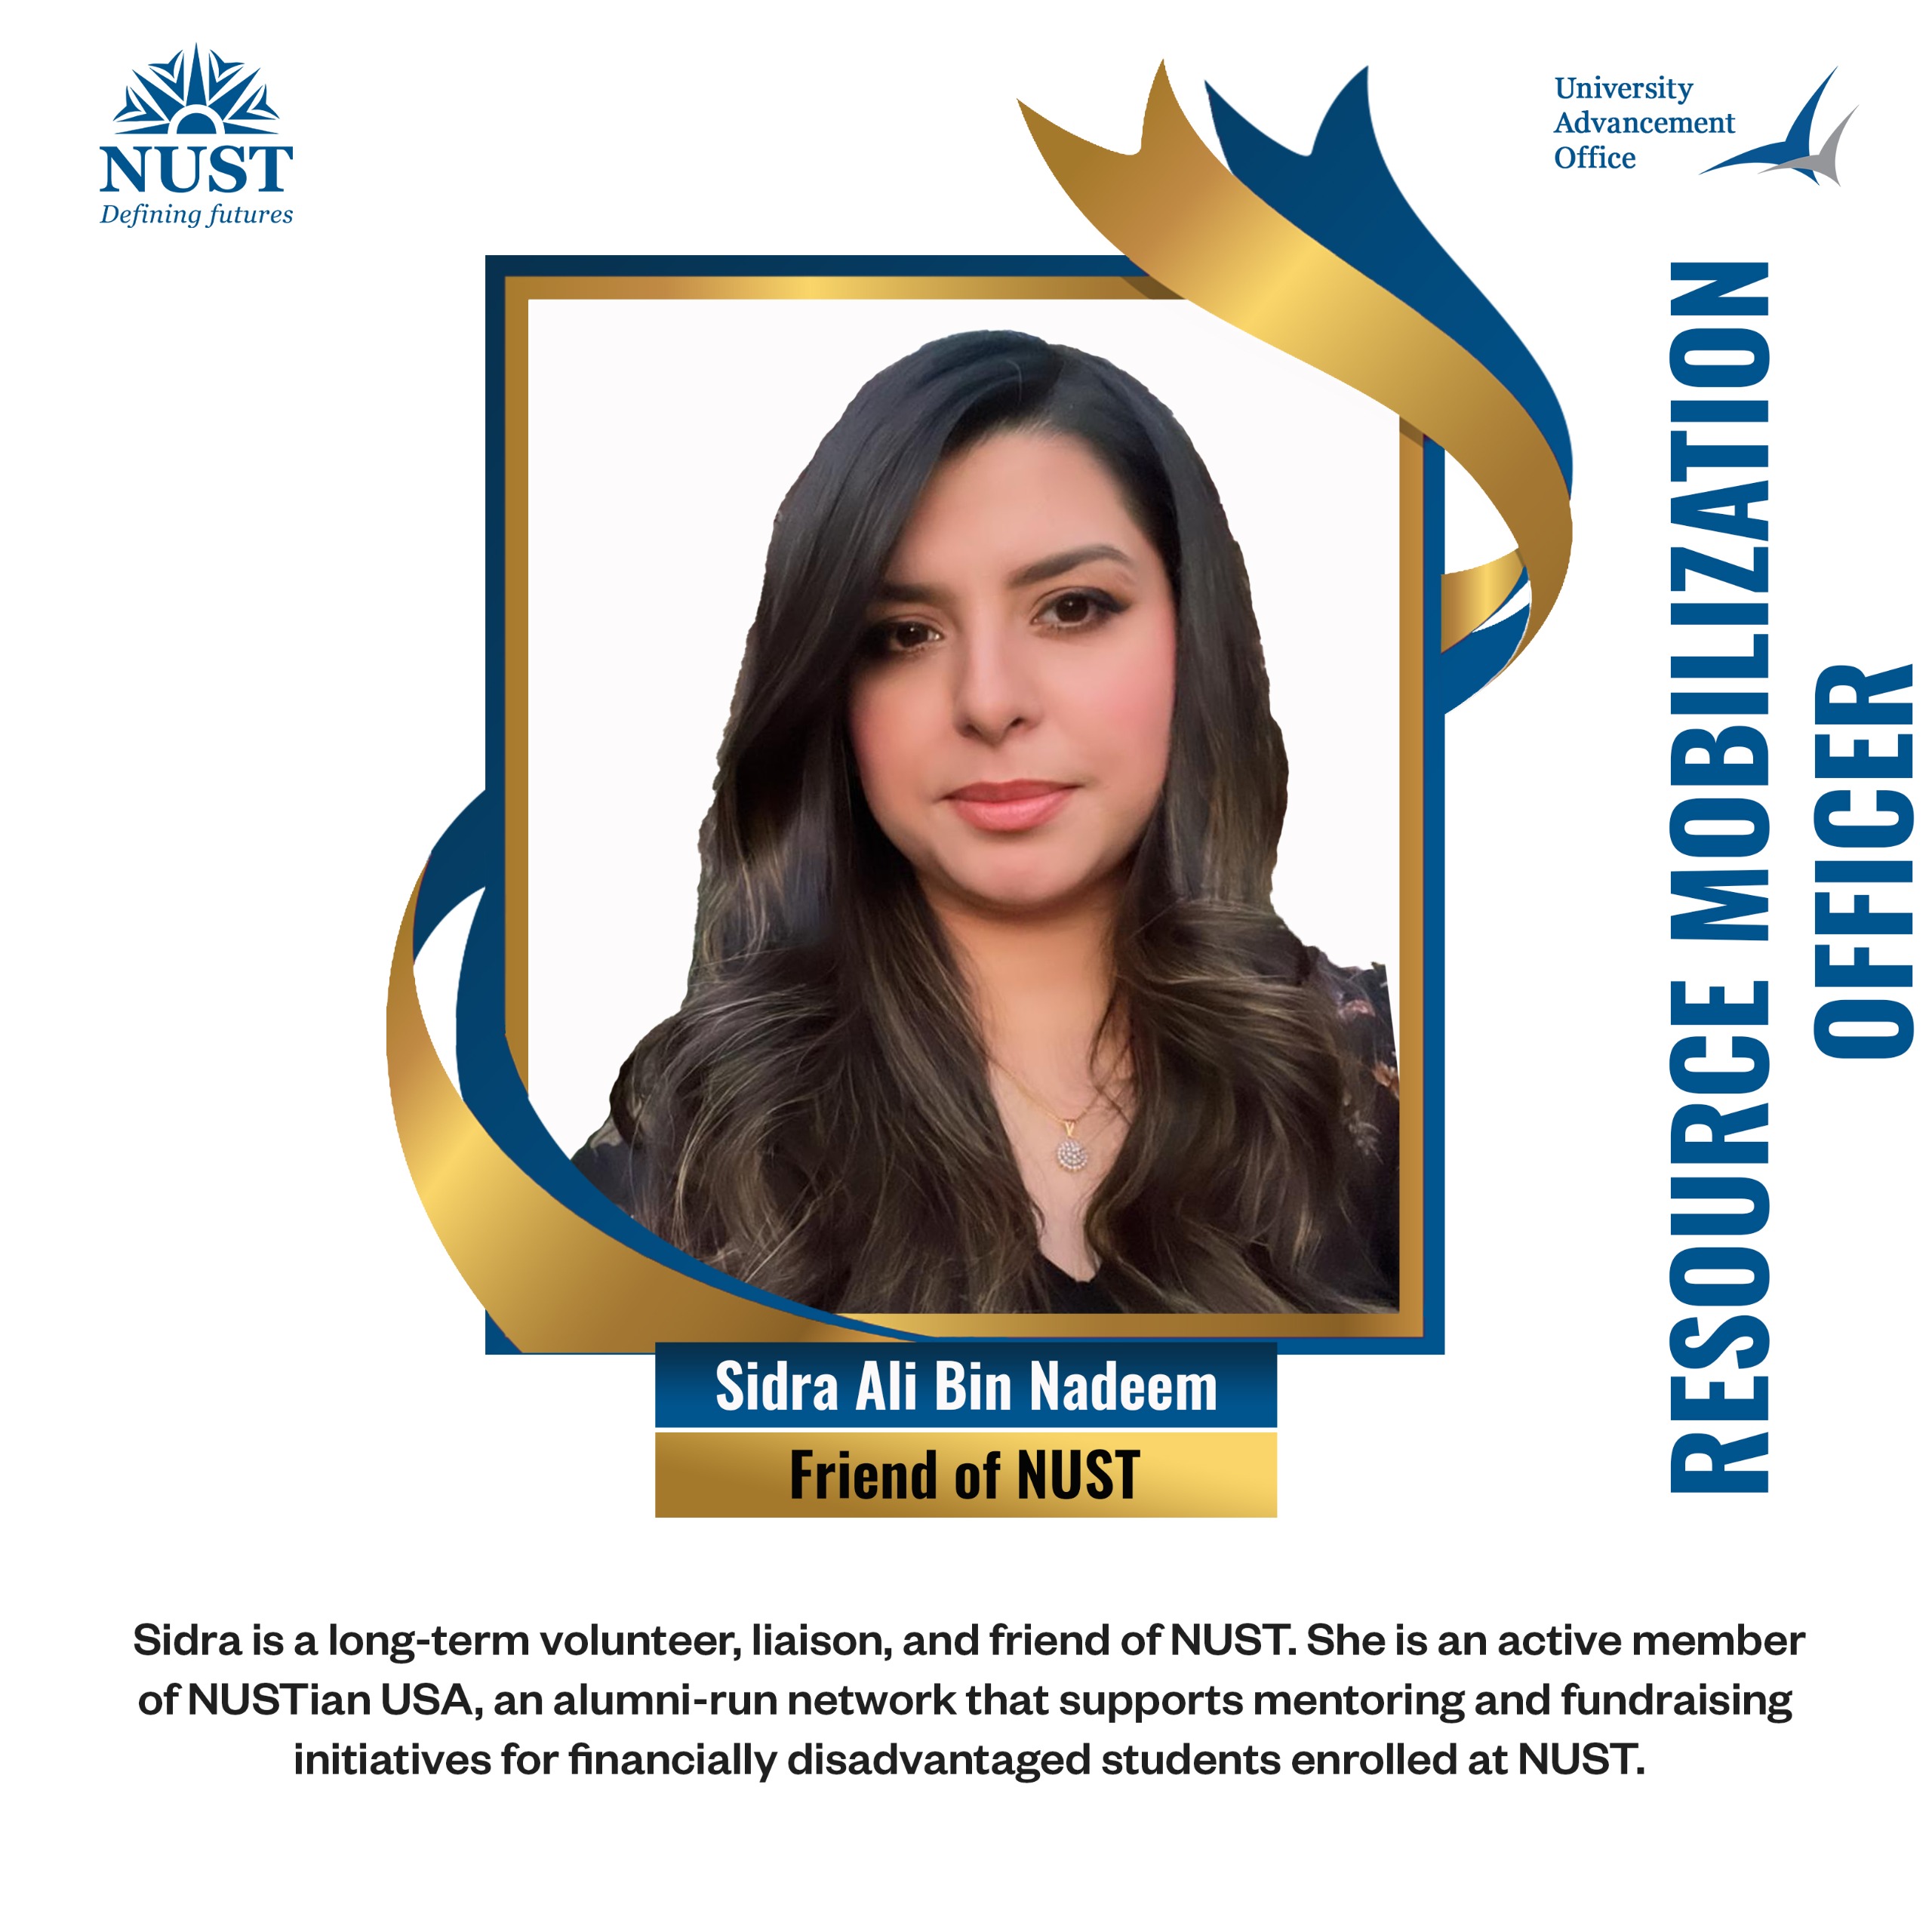 NUST
Defining futures
University
Advancement
Office
RESOURCE MOBILIZATION
OFFICER
Sidra Ali Bin Nadeem
Friend of NUST
Sidra is a long-term volunteer, liaison, and friend of NUST. She is an active member
of NUSTian USA, an alumni-run network that supports mentoring and fundraising
initiatives for financially disadvantaged students enrolled at NUST.